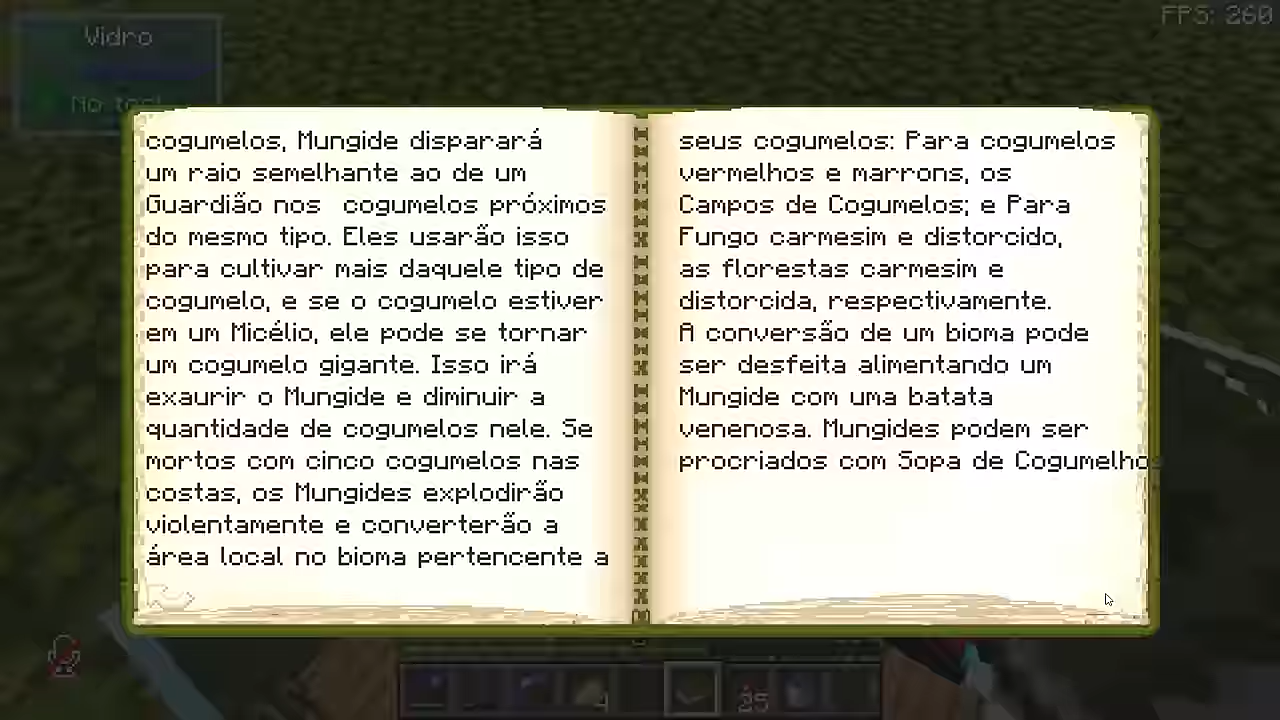 FPS: 260
Vidro
No tool
cogumelos, Mungide disparará
um raio semelhante ao de um
Guardião nos  cogumelos próximos
do mesmo tipo. Eles usarão isso
para cultivar mais daquele tipo de
cogumelo, e se o cogumelo estiver
em um Micélio, ele pode se tornar
um cogumelo gigante. Isso irá
exaurir o Mungide e diminuir a
quantidade de cogumelos nele. Se
mortos com cinco cogumelos nas
costas, os Mungides explodirão
violentamente e converterão a
área local no bioma pertencente a
seus cogumelos: Para cogumelos
vermelhos e marrons, os
Campos de Cogumelos; e Para
Fungo carmesim e distorcido,
as florestas carmesim e
distorcida, respectivamente.
A conversão de um bioma pode
ser desfeita alimentando um
Mungide com uma batata
venenosa. Mungides podem ser
procriados com Sopa de Cogumelhos
4
25